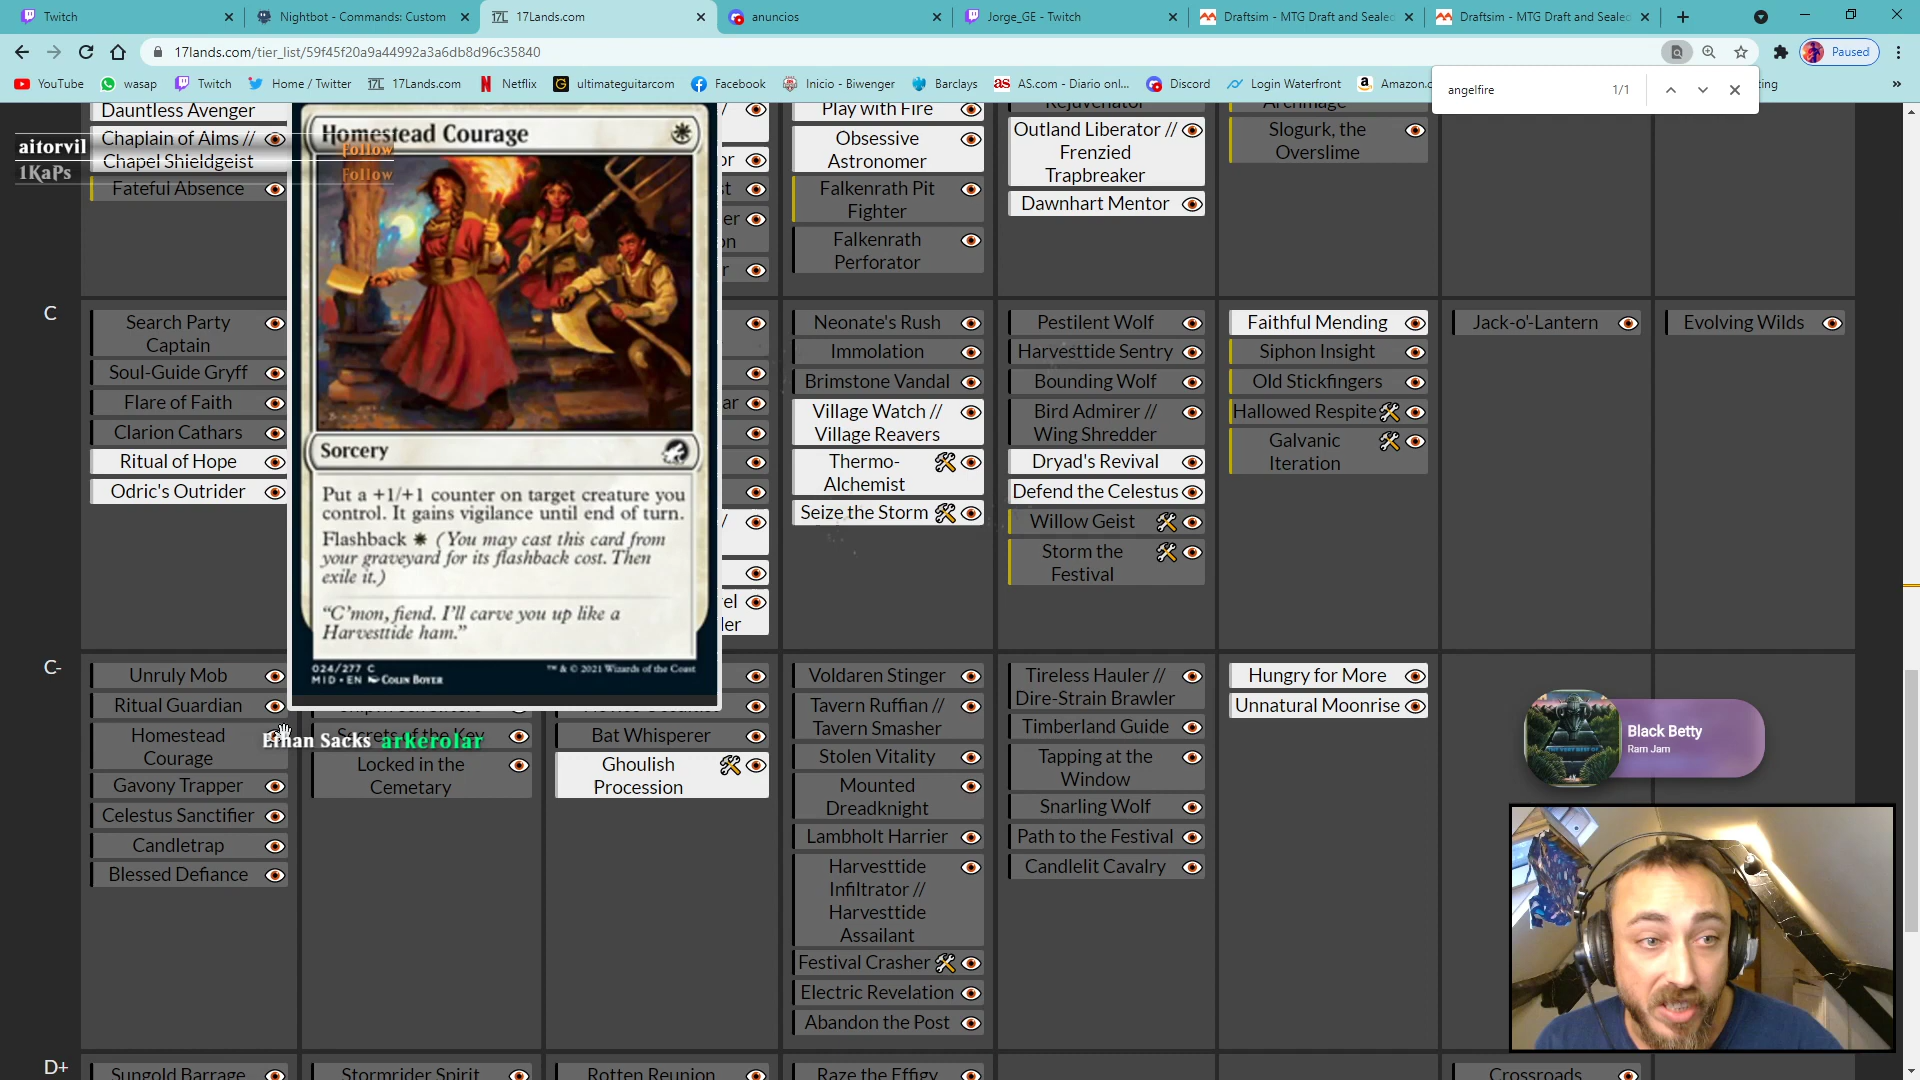 Twitch
Nightbot - Commands: Custom
17Lands.com
anuncios
Jorge_GE - Twitch
Draftsim - MTG Draft and Sealed
Draftsim - MTG Draft and Sealed
17lands.com/tier_list/59f45f20a9a44992a3a6db8d96c35840
Paused
YouTube
wasap
Twitch
Home / Twitter
17Lands.com
Netflix
ultimateguitarcom
Facebook
Inicio - Biwenger
Barclays
AS.com - Diario onl...
Discord
Login Waterfront
Amazon.c
angelfire
1/1
Dauntless Avenger
Chaplain of Alms //
Chapel Shieldgeist
Fateful Absence
aitorvil
1KaPs
Follow
Follow
Homestead Courage
Sorcery
Put a +1/+1 counter on target creature you
control. It gains vigilance until end of turn.
Flashback (You may cast this card from
your graveyard for its flashback cost. Then
exile it.)
"C'mon, fiend. I'll carve you up like a
Harvesttide ham."
024/277 C
MID • EN COLIN BOYER
™ & © 2021 Wizards of the Coast
Play with Fire
Obsessive
Astronomer
Falkenrath Pit
Fighter
Falkenrath
Perforator
Rejuvenator
Outland Liberator //
Frenzied
Trapbreaker
Dawnhart Mentor
Archimage
Slogurk, the
Overslime
C
Search Party
Captain
Soul-Guide Gryff
Flare of Faith
Clarion Cathars
Ritual of Hope
Odric's Outrider
Neonate's Rush
Immolation
Brimstone Vandal
Village Watch //
Village Reavers
Thermo-
Alchemist
Seize the Storm
Pestilent Wolf
Harvesttide Sentry
Bounding Wolf
Bird Admirer //
Wing Shredder
Dryad's Revival
Defend the Celestus
Willow Geist
Storm the
Festival
Faithful Mending
Siphon Insight
Old Stickfingers
Hallowed Respite
Galvanic
Iteration
Jack-o'-Lantern
Evolving Wilds
C-
Unruly Mob
Ritual Guardian
Homestead
Courage
Gavony Trapper
Celestus Sanctifier
Candletrap
Blessed Defiance
Ethan Sacks arkerolar
Secrets of the Key
Locked in the
Cemetary
Bat Whisperer
Ghoulish
Procession
Voldaren Stinger
Tavern Ruffian //
Tavern Smasher
Stolen Vitality
Mounted
Dreadknight
Lambholt Harrier
Harvesttide
Infiltrator //
Harvesttide
Assailant
Festival Crasher
Electric Revelation
Abandon the Post
Tireless Hauler //
Dire-Strain Brawler
Timberland Guide
Tapping at the
Window
Snarling Wolf
Path to the Festival
Candlelit Cavalry
Hungry for More
Unnatural Moonrise
Black Betty
Ram Jam
D+
Sungold Barrage
Stormrider Spirit
Rotten Reunion
Raze the Effigy
Crossroads